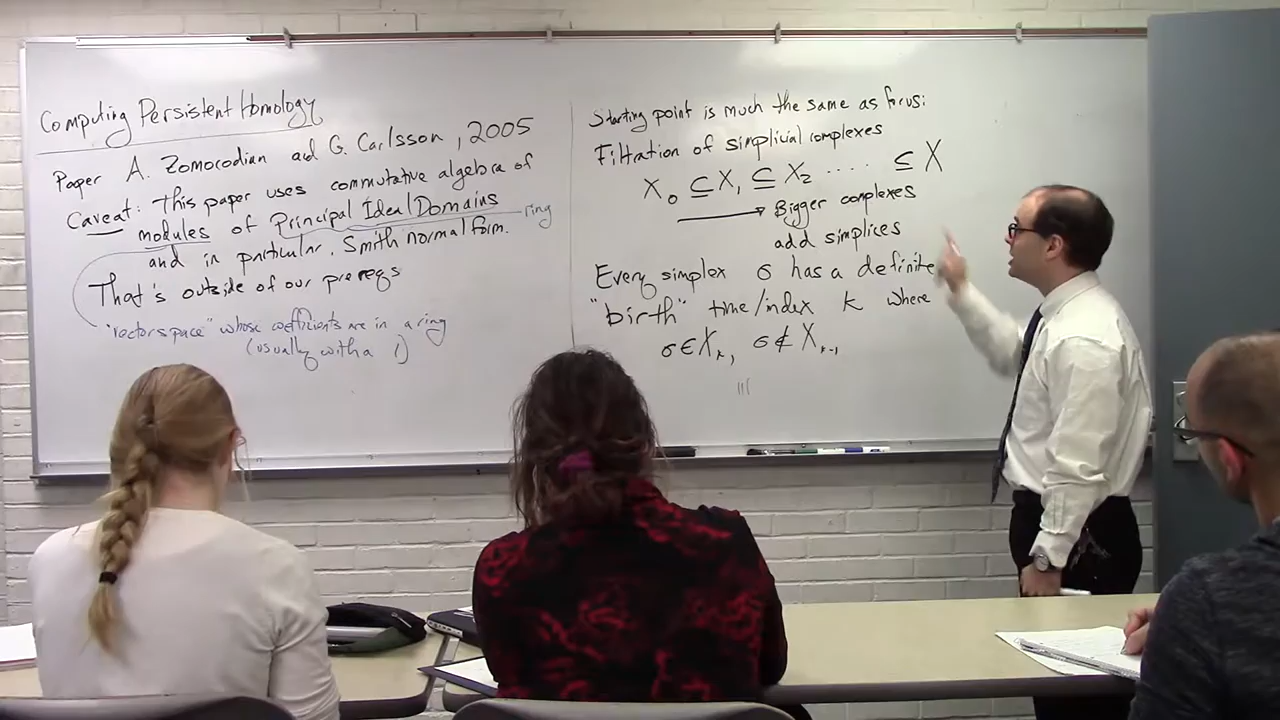 Computing Persistent Homology
Paper A. Zomorodian and G. Carlsson, 2005
Caveat: This paper uses commutative algebra of
modules of Principal Ideal Domains
ring
and in particular, Smith normal form.
That's outside of our prereqs
"vectorspace" whose coefficients are in a ring
(usually with a 1)
Starting point is much the same as for us:
Filtration of simplicial complexes
X₀ ⊆ X₁ ⊆ X₂ .... ⊆ X
Bigger complexes
add simplices
Every simplex σ has a definite
"birth" time/index k where
σ∈Xₖ, σ∉Xₖ₋₁